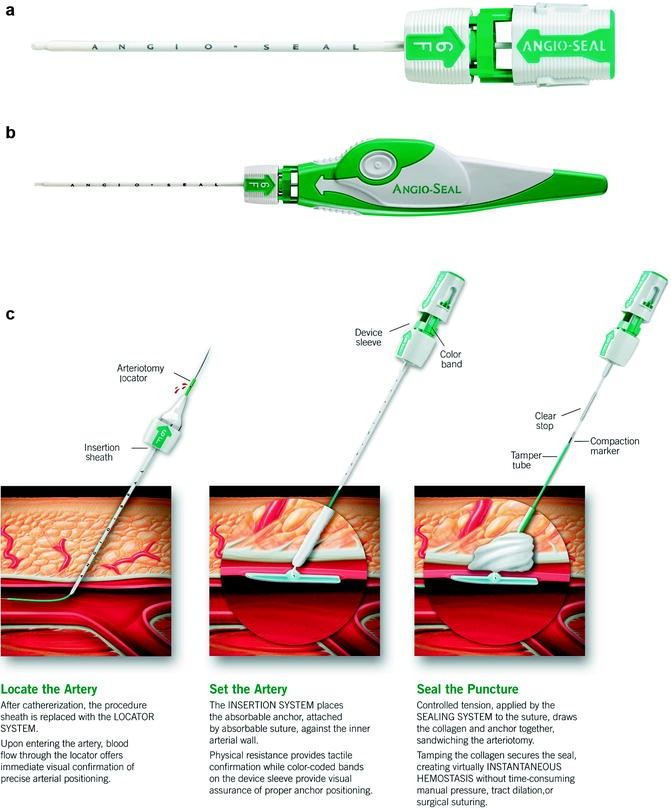 a
6F
ANGIO-SEAL
ANGIO-SEAL
b
ANGIO-SEAL
6F
ANGIO-SEAL
c
Device
sleeve
Color
band
Arteriotomy
locator
Clear
stop
Compaction
marker
Insertion
sheath
Tamper
tube
6F
ANGIO-SEAL
Locate the Artery
After cathererization, the procedure
sheath is replaced with the LOCATOR
SYSTEM.
Upon entering the artery, blood
flow through the locator offers
immediate visual confirmation of
precise arterial positioning.
Set the Artery
The INSERTION SYSTEM places
the absorbable anchor, attached
by absorbable suture, against the inner
arterial wall.
Physical resistance provides tactile
confirmation while color-coded bands
on the device sleeve provide visual
assurance of proper anchor positioning.
Seal the Puncture
Controlled tension, applied by the
SEALING SYSTEM to the suture, draws
the collagen and anchor together,
sandwiching the arteriotomy.
Tamping the collagen secures the seal,
creating virtually INSTANTANEOUS
HEMOSTASIS without time-consuming
manual pressure, tract dilation,or
surgical suturing.